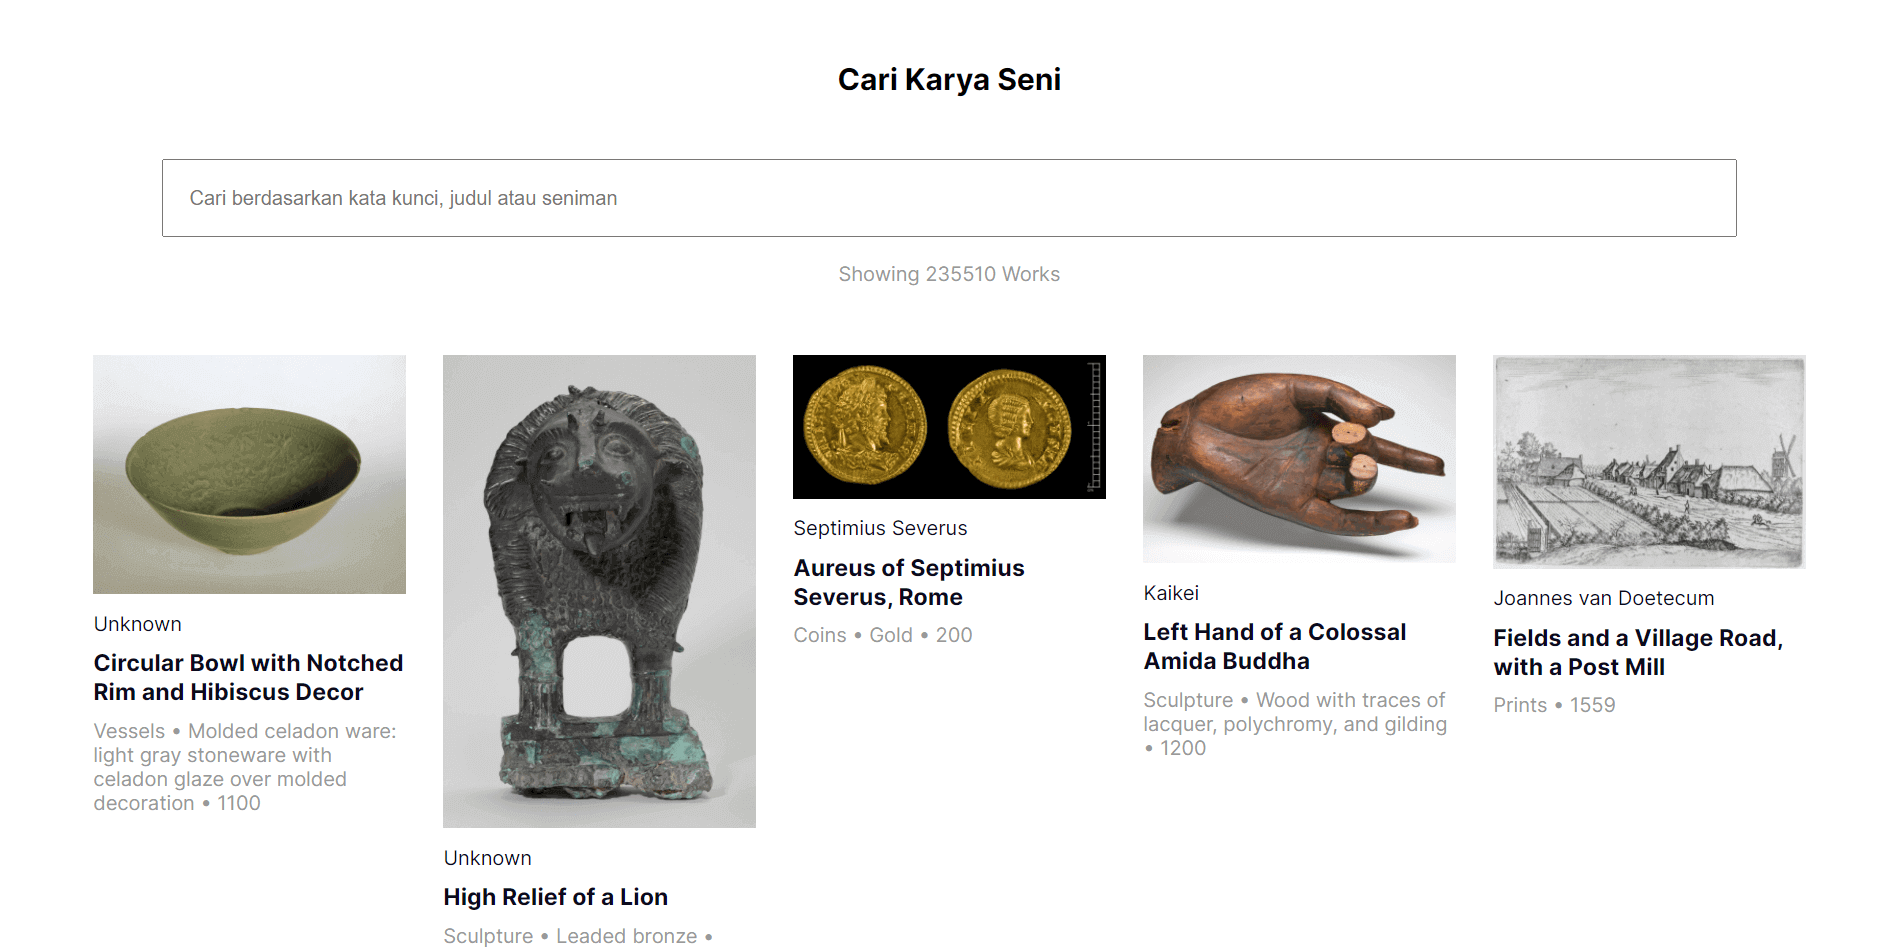 Cari Karya Seni
Cari berdasarkan kata kunci, judul atau seniman
Showing 235510 Works
Unknown
Circular Bowl with Notched
Rim and Hibiscus Decor
Vessels • Molded celadon ware:
light gray stoneware with
celadon glaze over molded
decoration • 1100
Unknown
High Relief of a Lion
Sculpture • Leaded bronze •
Septimius Severus
Aureus of Septimius
Severus, Rome
Coins • Gold • 200
Kaikei
Left Hand of a Colossal
Amida Buddha
Sculpture • Wood with traces of
lacquer, polychromy, and gilding
• 1200
Joannes van Doetecum
Fields and a Village Road,
with a Post Mill
Prints • 1559